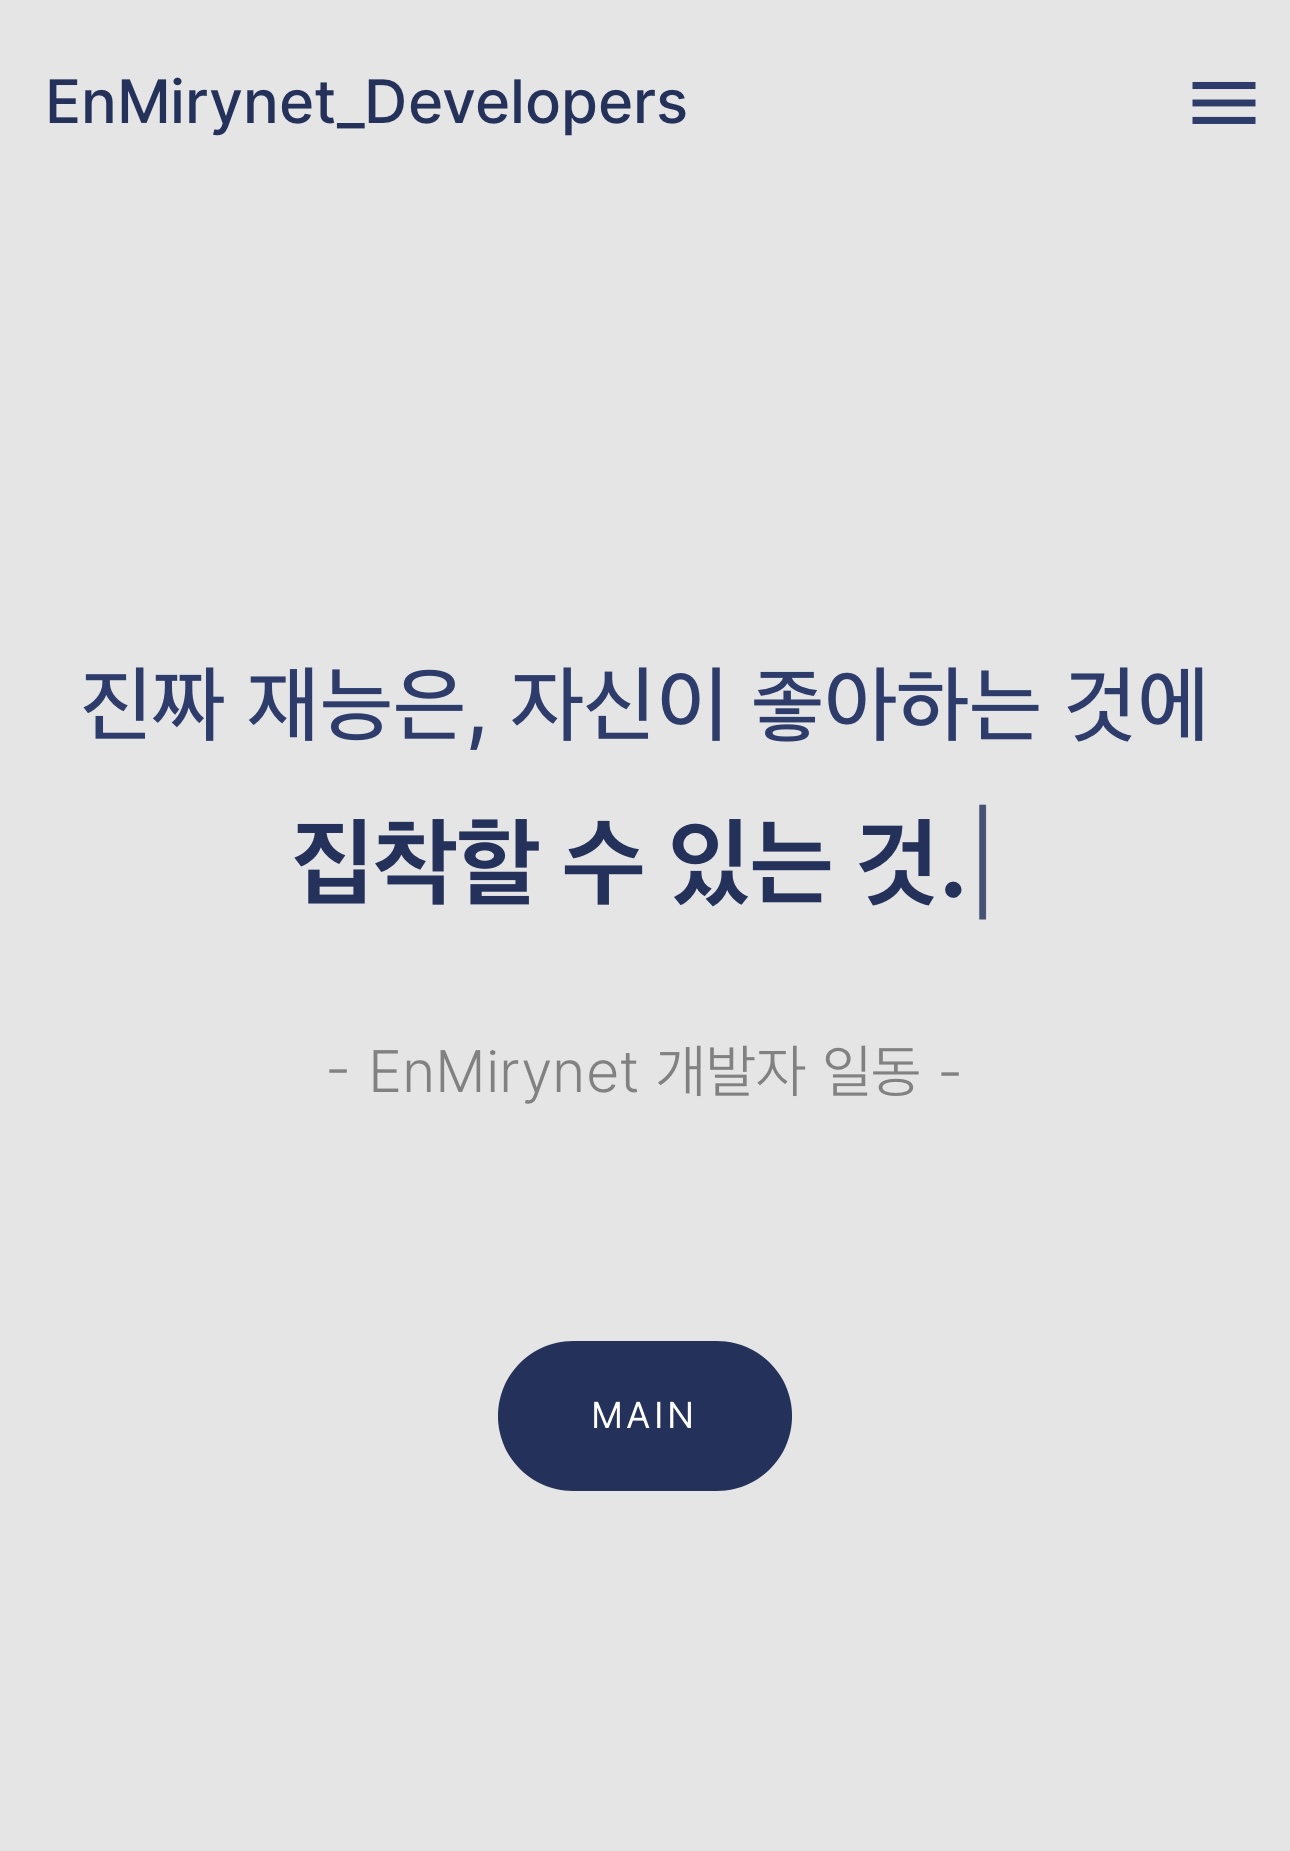 EnMirynet_Developers
진짜 재능은, 자신이 좋아하는 것에
집착할 수 있는 것.
- EnMirynet 개발자 일동 -
MAIN